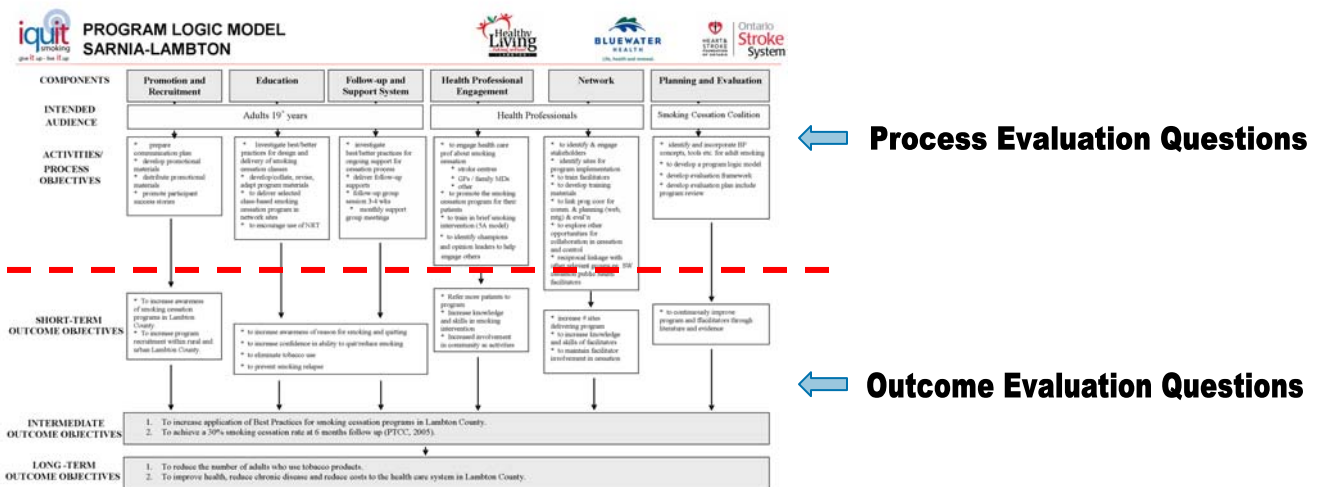 iquit
smoking
give it up - live it up
PROGRAM LOGIC MODEL
SARNIA-LAMBTON
Healthy
Living
LAMBTON
BLUEWATER
HEALTH
Life, health and renewal.
HEART &
STROKE
FOUNDATION
OF ONTARIO
Ontario
Stroke
System
COMPONENTS
Promotion and
Recruitment
Education
Follow-up and
Support System
Health Professional
Engagement
Network
Planning and Evaluation
INTENDED
AUDIENCE
Adults 19+ years
Health Professionals
Smoking Cessation Coalition
ACTIVITIES/
PROCESS
OBJECTIVES
* prepare
communication plan
* develop promotional
materials
* distribute promotional
materials
* promote participant
success stories
* Investigate best/better
practices for design and
delivery of smoking
cessation classes
* develop/collate, revise,
adapt program materials
* to deliver selected
class-based smoking
cessation program in
network sites
* to encourage use of NRT
* investigate
best/better practices for
ongoing support for
cessation process
* deliver follow-up
supports
* follow-up group
session 3-4 wks
* monthly support
group meetings
* to engage health care
prof about smoking
cessation
* stroke centres
* GPs / family MDs
* other
* to promote the smoking
cessation program for their
patients
* to train in brief smoking
intervention (5A model)
* to identify champions
and opinion leaders to help
engage others
* to identify & engage
stakeholders
* identify sites for
program implementation
* to train facilitators
* to develop training
materials
* to link prog coor for
comm. & planning (web,
mtg) & eval'n
* to explore other
opportunities for
collaboration in cessation
and control
* reciprocal linkage with
other relevant programs, SW
public health
facilitators
* identify and incorporate HP
concepts, tools etc. for adult smoking
* to develop a program logic model
* develop evaluation framework
* develop evaluation plan include
program review
Process Evaluation Questions
SHORT-TERM
OUTCOME OBJECTIVES
* To increase awareness
of smoking cessation
programs in Lambton
County.
* To increase program
recruitment within rural and
urban Lambton County.
* to increase awareness of reason for smoking and quitting
* to increase confidence in ability to quit/reduce smoking
* to eliminate tobacco use
* to prevent smoking relapse
* Refer more patients to
program
* Increase knowledge
and skills in smoking
intervention
* Increased involvement
in community sc activities
* increase # sites
delivering program
* to increase knowledge
and skills of facilitators
* to maintain facilitator
involvement in cessation
* to continuously improve
program and ffacilitators through
literature and evidence
Outcome Evaluation Questions
INTERMEDIATE
OUTCOME OBJECTIVES
1. To increase application of Best Practices for smoking cessation programs in Lambton County.
2. To achieve a 30% smoking cessation rate at 6 months follow up (PTCC, 2005).
LONG -TERM
OUTCOME OBJECTIVES
1. To reduce the number of adults who use tobacco products.
2. To improve health, reduce chronic disease and reduce costs to the health care system in Lambton County.